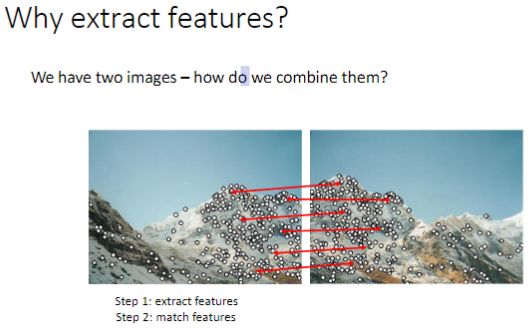 Why extract features?
We have two images – how do we combine them?
Step 1: extract features
Step 2: match features